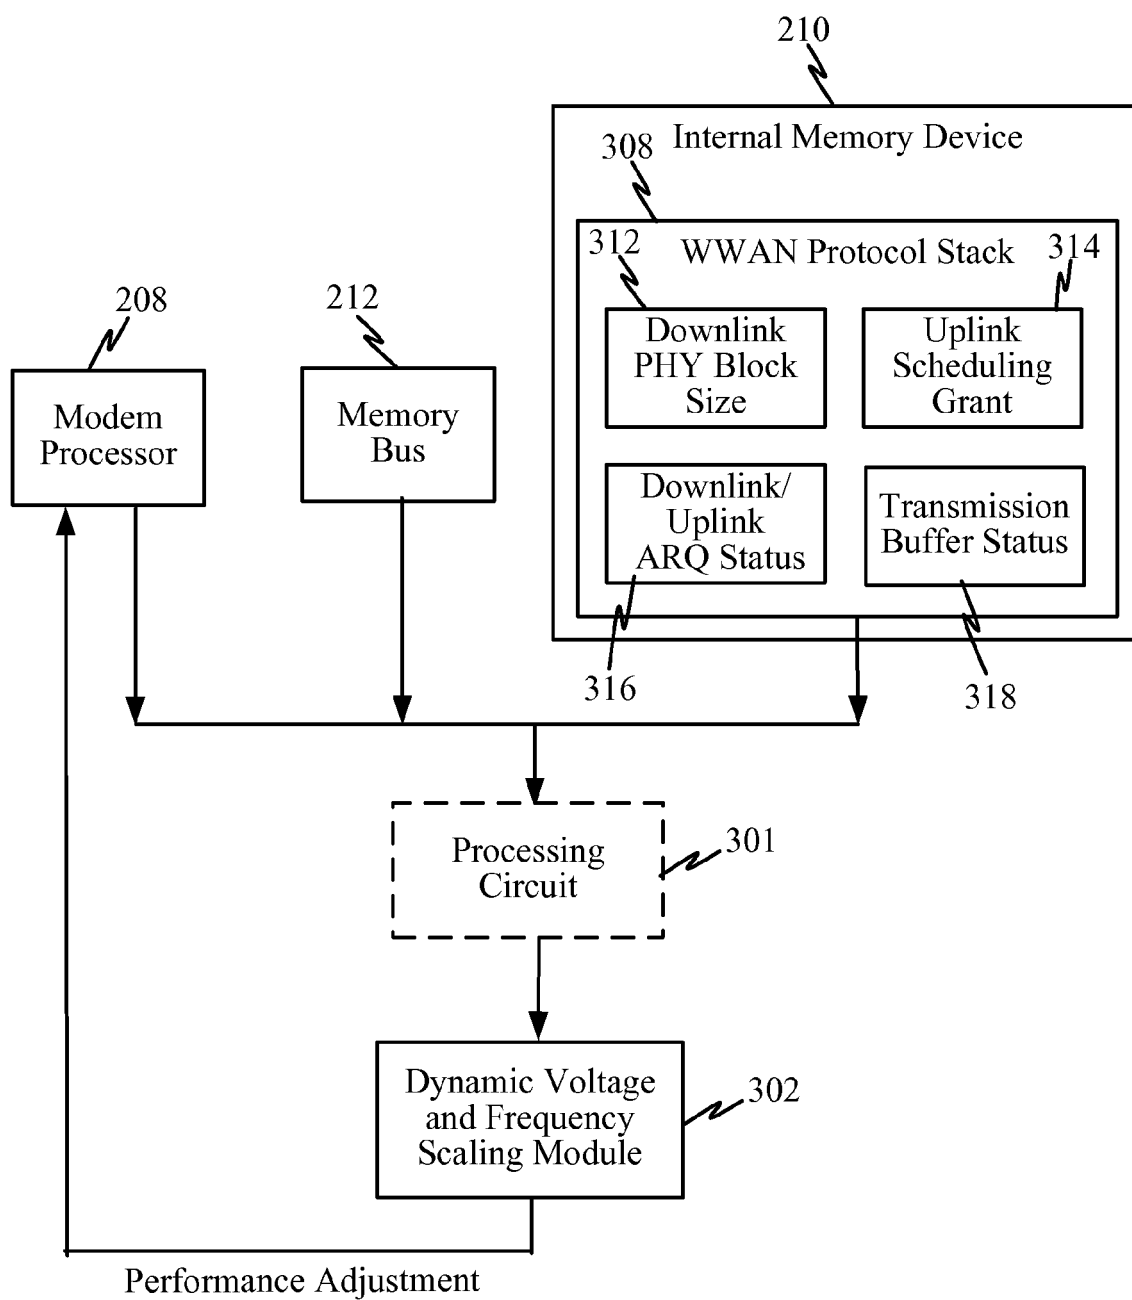 210
Internal Memory Device
308
WWAN Protocol Stack
312
314
Downlink
PHY Block
Size
Uplink
Scheduling
Grant
208
212
Modem
Processor
Memory
Bus
Downlink/
Uplink
ARQ Status
Transmission
Buffer Status
316
318
Processing
Circuit
301
Dynamic Voltage
and Frequency
Scaling Module
302
Performance Adjustment